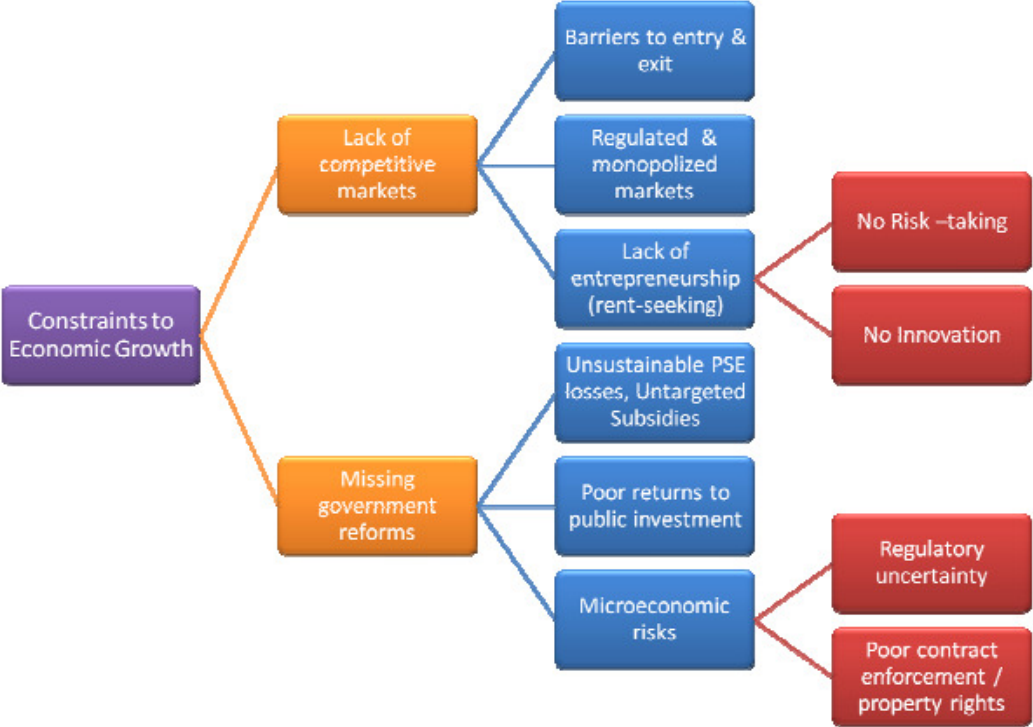 Constraints to
Economic Growth
Lack of
competitive
markets
Barriers to entry &
exit
Regulated &
monopolized
markets
Lack of
entrepreneurship
(rent-seeking)
No Risk –taking
No Innovation
Missing
government
reforms
Unsustainable PSE
losses, Untargeted
Subsidies
Poor returns to
public investment
Microeconomic
risks
Regulatory
uncertainty
Poor contract
enforcement /
property rights